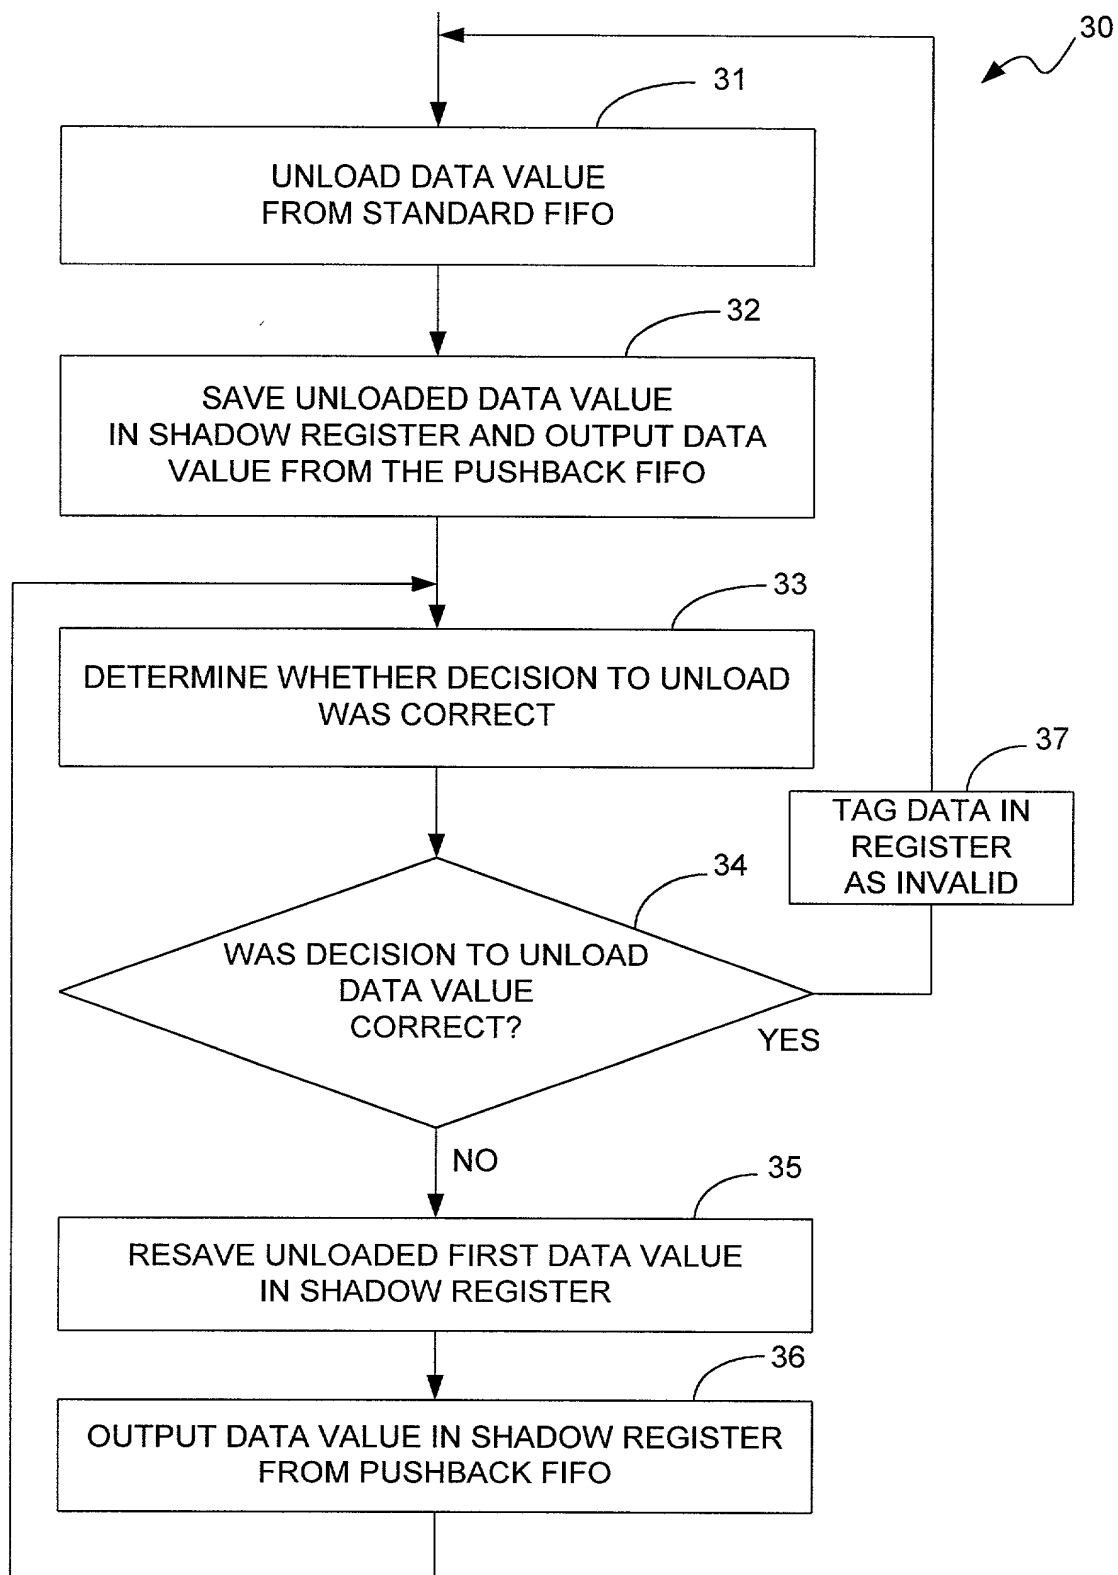 30
31
UNLOAD DATA VALUE
FROM STANDARD FIFO
32
SAVE UNLOADED DATA VALUE
IN SHADOW REGISTER AND OUTPUT DATA
VALUE FROM THE PUSHBACK FIFO
33
DETERMINE WHETHER DECISION TO UNLOAD
WAS CORRECT
37
TAG DATA IN
REGISTER
AS INVALID
34
WAS DECISION TO UNLOAD
DATA VALUE
CORRECT?
YES
NO
35
RESAVE UNLOADED FIRST DATA VALUE
IN SHADOW REGISTER
36
OUTPUT DATA VALUE IN SHADOW REGISTER
FROM PUSHBACK FIFO